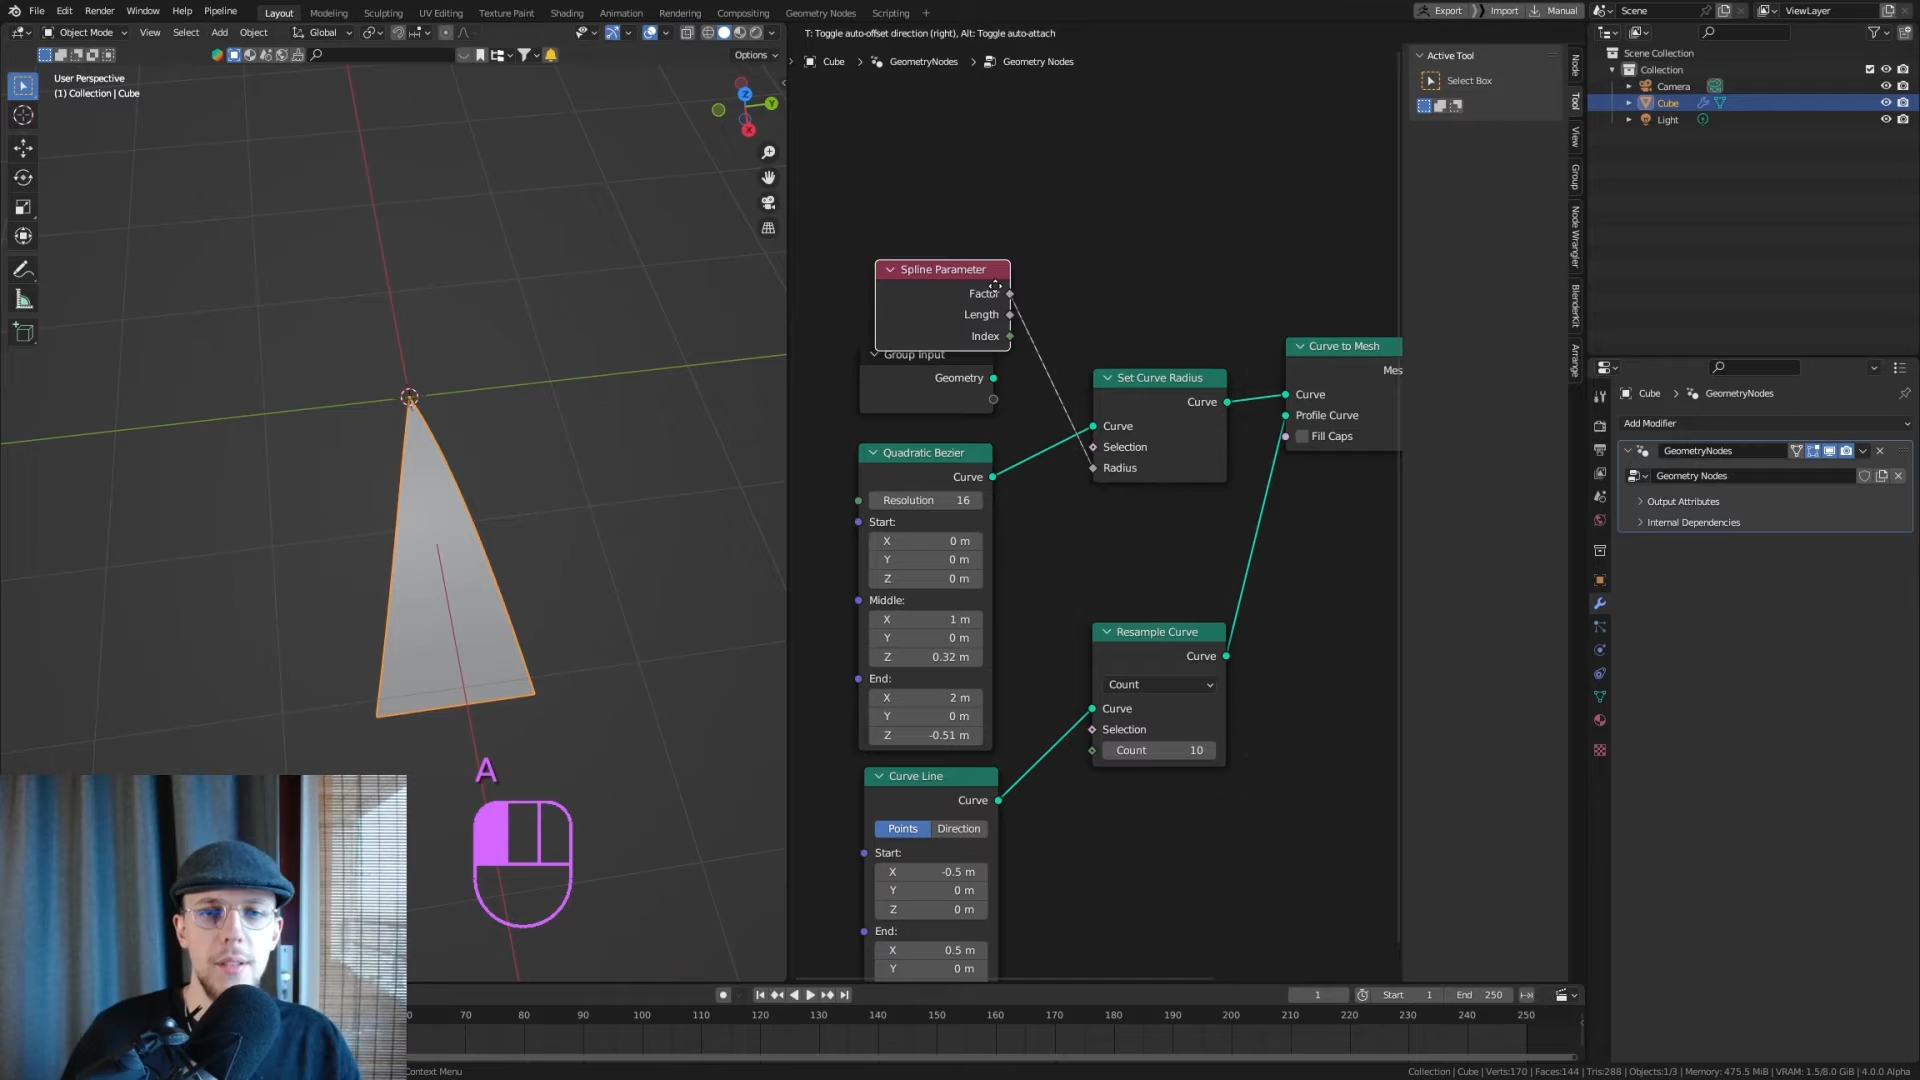 File Edit Render Window Help Pipeline
Layout Modeling Sculpting UV Editing Texture Paint Shading Animation Rendering Compositing Geometry Nodes Scripting +
Export Import Manual Scene ViewLayer
Object Mode View Select Add Object Global
Options
T: Toggle auto-offset direction (right), Alt: Toggle auto-attach
Cube GeometryNodes Geometry Nodes
User Perspective
(1) Collection | Cube
Z
Y
X
Active Tool
Select Box
Node
Tool
View
Group
Node Wrangler
BlenderKit
Arrange
Spline Parameter
Factor
Length
Index
Group Input
Geometry
Set Curve Radius
Curve
Curve
Selection
Radius
Curve to Mesh
Mes
Curve
Profile Curve
Fill Caps
Quadratic Bezier
Curve
Resolution 16
Start:
X 0 m
Y 0 m
Z 0 m
Middle:
X 1 m
Y 0 m
Z 0.32 m
End:
X 2 m
Y 0 m
Z -0.51 m
Resample Curve
Curve
Count
Curve
Selection
Count 10
Curve Line
Curve
Points Direction
Start:
X -0.5 m
Y 0 m
Z 0 m
End:
X 0.5 m
Y 0 m
Scene Collection
Collection
Camera
Cube
Light
Cube GeometryNodes
Add Modifier
GeometryNodes
Geometry Nodes
Output Attributes
Internal Dependencies
A
1 Start 1 End 250
70 80 90 100 110 120 130 140 150 160 170 180 190 200 210 220 230 240 250
Context Menu
Collection | Cube | Verts:170 | Faces:144 | Tris:288 | Objects:1/3 | Memory: 475.5 MiB | VRAM: 1.5/8.0 GiB | 4.0.0 Alpha